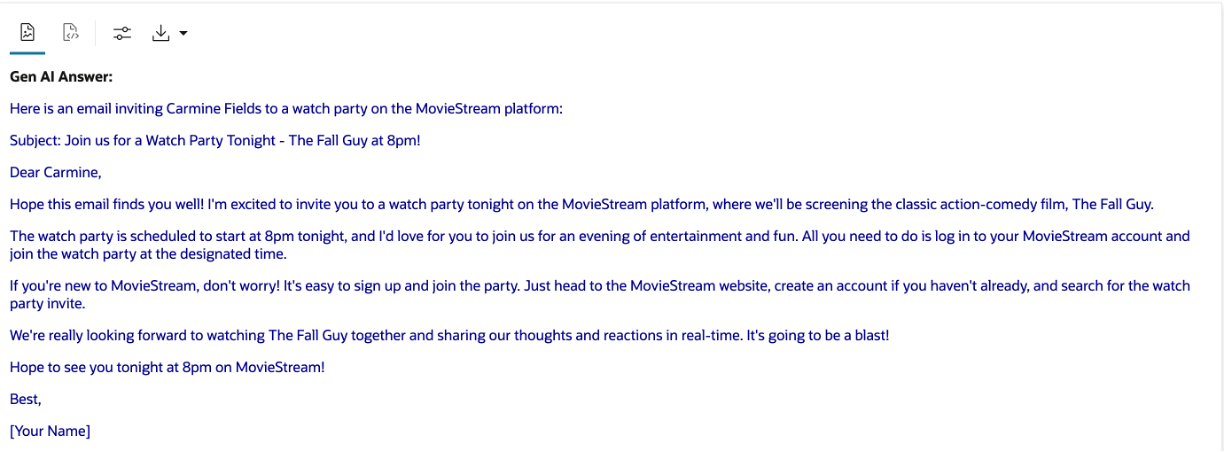 Gen AI Answer:
Here is an email inviting Carmine Fields to a watch party on the MovieStream platform:
Subject: Join us for a Watch Party Tonight - The Fall Guy at 8pm!
Dear Carmine,
Hope this email finds you well! I'm excited to invite you to a watch party tonight on the MovieStream platform, where we'll be screening the classic action-comedy film, The Fall Guy.
The watch party is scheduled to start at 8pm tonight, and I'd love for you to join us for an evening of entertainment and fun. All you need to do is log in to your MovieStream account and
join the watch party at the designated time.
If you're new to MovieStream, don't worry! It's easy to sign up and join the party. Just head to the MovieStream website, create an account if you haven't already, and search for the watch
party invite.
We're really looking forward to watching The Fall Guy together and sharing our thoughts and reactions in real-time. It's going to be a blast!
Hope to see you tonight at 8pm on MovieStream!
Best,
[Your Name]